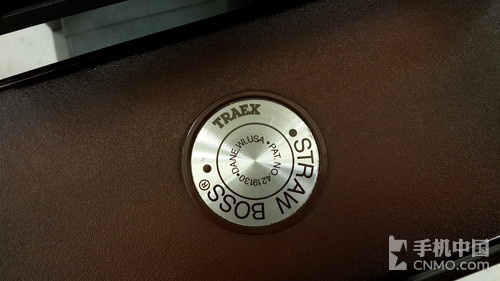 TRAEX
STRAW BOSS®
•DANE,WI.USA•PAT.NO.4219130
手机中国
CNMO.com